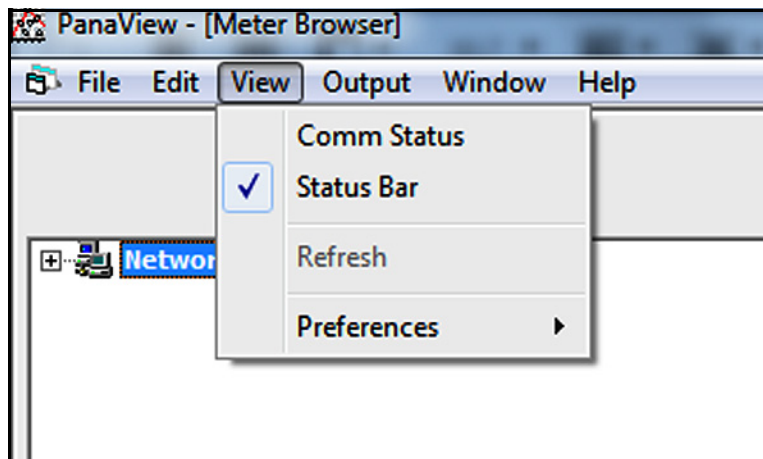 PanaView - [Meter Browser]
File Edit View Output Window Help
Comm Status
Status Bar
Networ
Refresh
Preferences